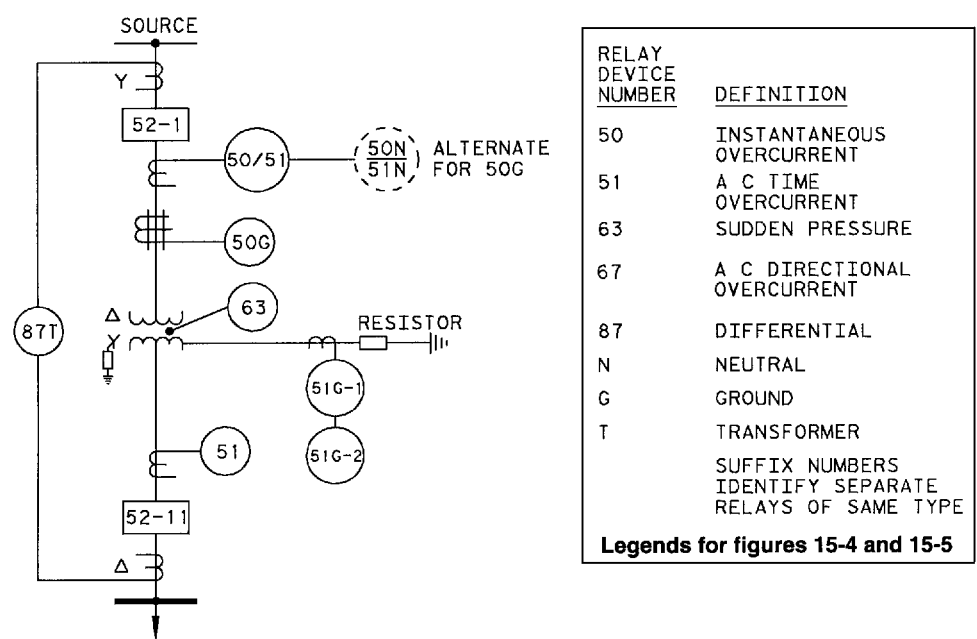 SOURCE
Y
52-1
50/51
50N
51N
ALTERNATE
FOR 50G
50G
Δ
63
87T
Y
RESISTOR
51G-1
51
51G-2
52-11
Δ
RELAY
DEVICE
NUMBER DEFINITION
50 INSTANTANEOUS
OVERCURRENT
51 A C TIME
OVERCURRENT
63 SUDDEN PRESSURE
67 A C DIRECTIONAL
OVERCURRENT
87 DIFFERENTIAL
N NEUTRAL
G GROUND
T TRANSFORMER
SUFFIX NUMBERS
IDENTIFY SEPARATE
RELAYS OF SAME TYPE
Legends for figures 15-4 and 15-5